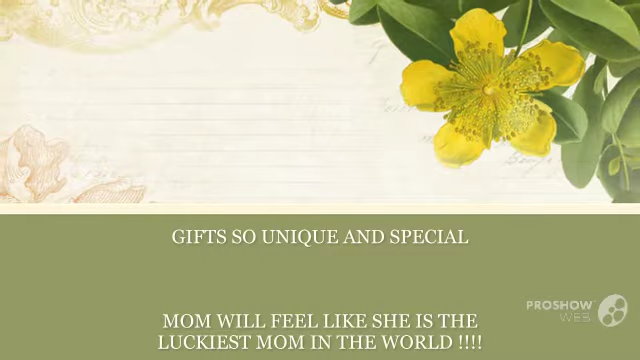 GIFTS SO UNIQUE AND SPECIAL
PROSHOW
WEB
MOM WILL FEEL LIKE SHE IS THE
LUCKIEST MOM IN THE WORLD !!!!